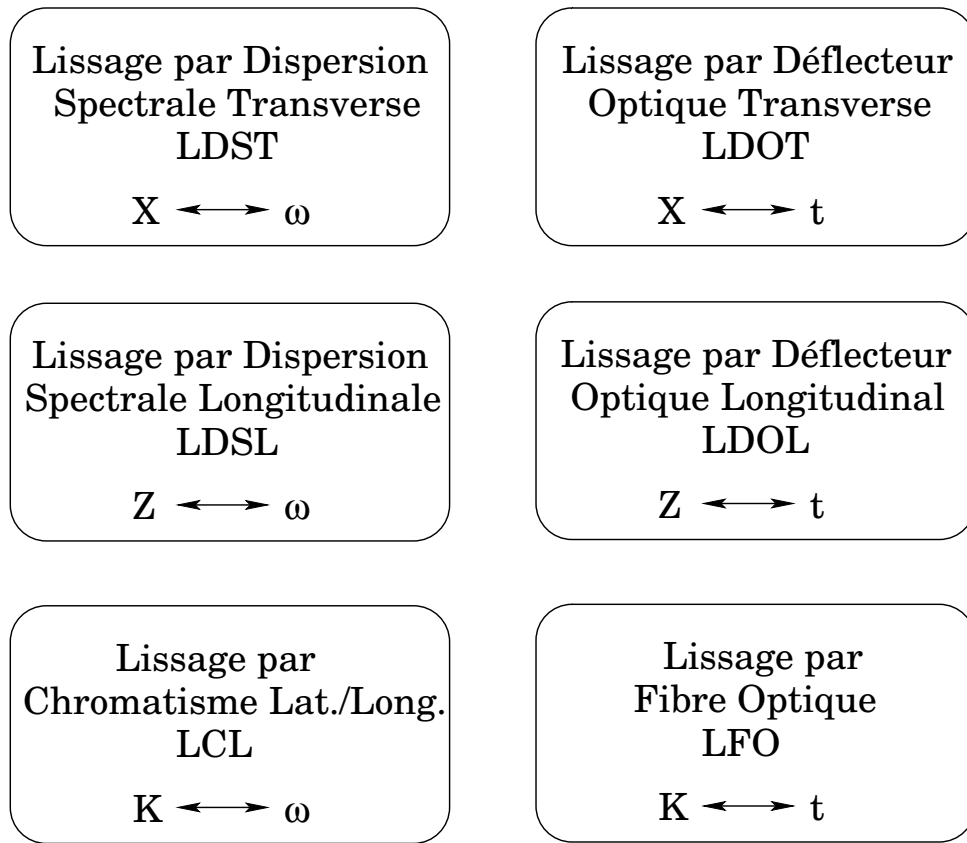 Lissage par Dispersion
Spectrale Transverse
LDST
X ⟷ ω
Lissage par Déflecteur
Optique Transverse
LDOT
X ⟷ t
Lissage par Dispersion
Spectrale Longitudinale
LDSL
Z ⟷ ω
Lissage par Déflecteur
Optique Longitudinal
LDOL
Z ⟷ t
Lissage par
Chromatisme Lat./Long.
LCL
K ⟷ ω
Lissage par
Fibre Optique
LFO
K ⟷ t